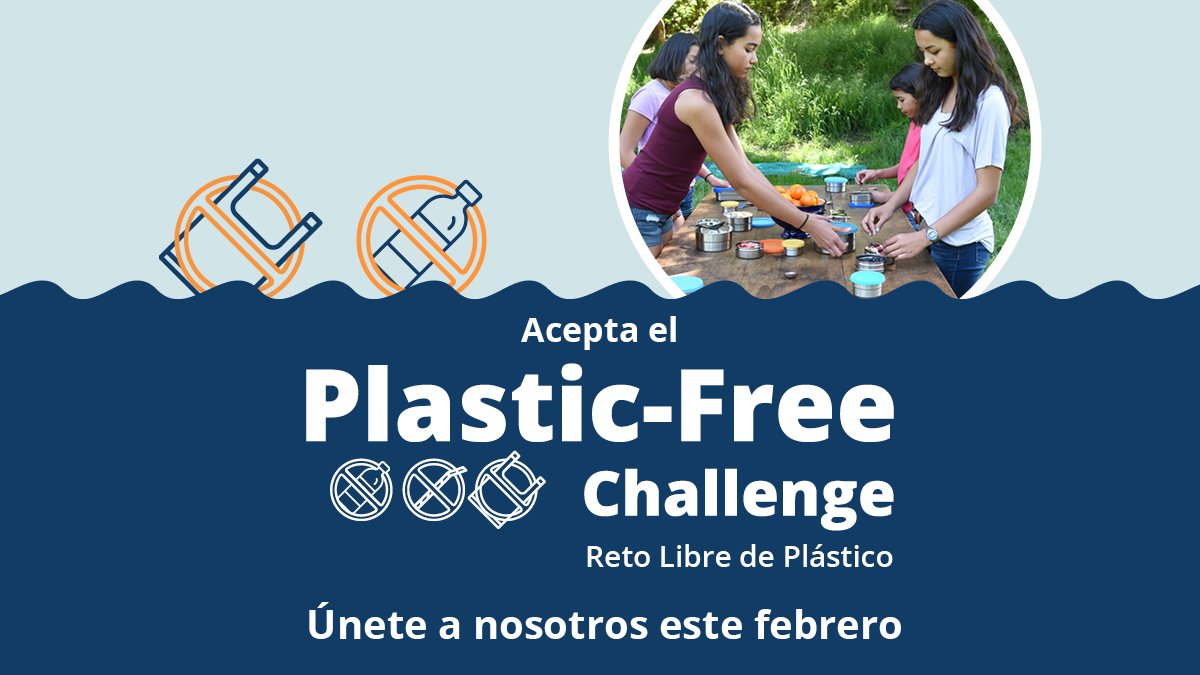 Acepta el
Plastic-Free
Challenge
Reto Libre de Plástico
Únete a nosotros este febrero